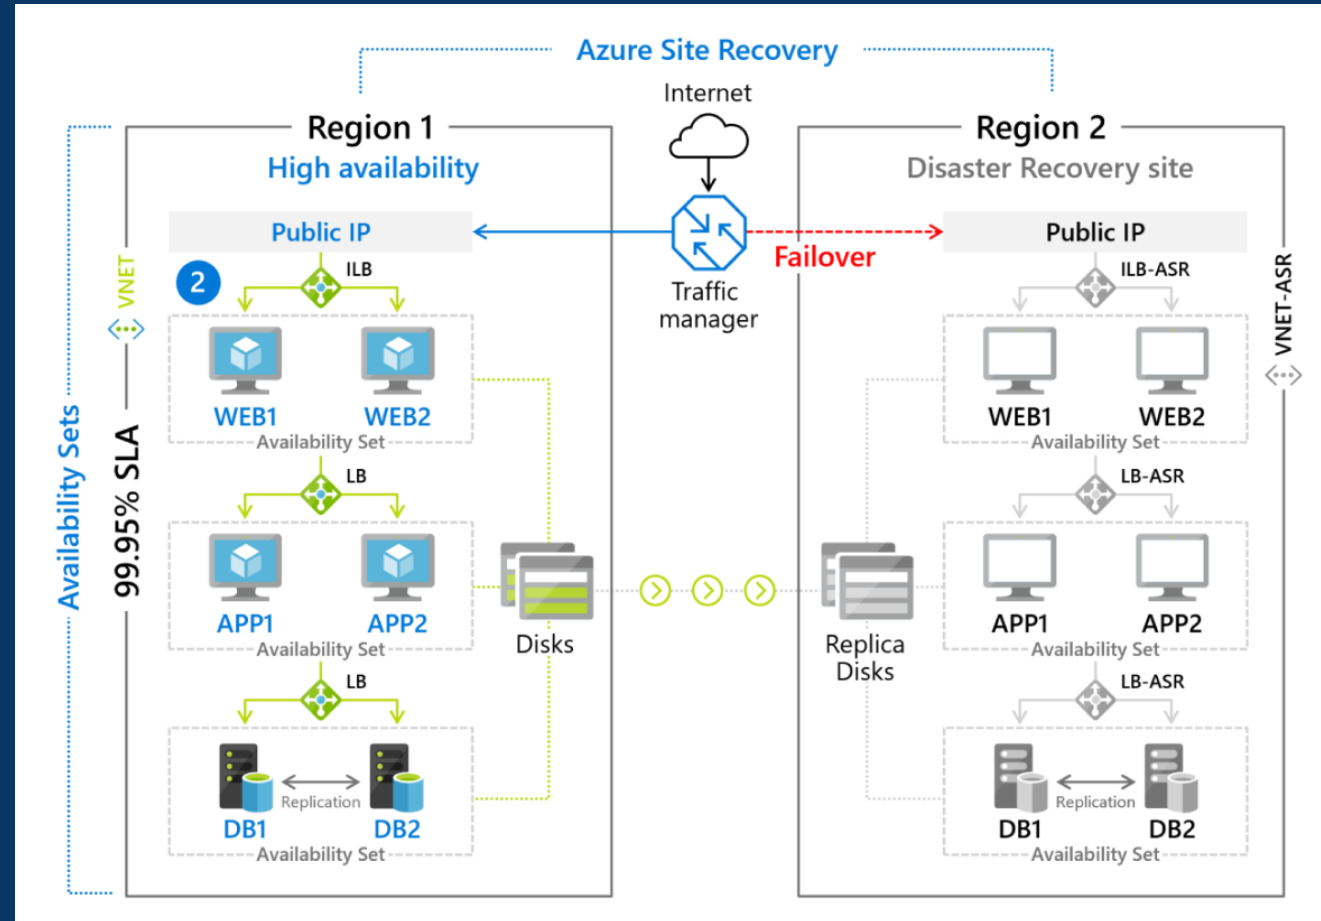 Azure Site Recovery
Internet
Region 1
High availability
Region 2
Disaster Recovery site
Public IP
Failover
Public IP
Traffic
manager
2
ILB
WEB1
WEB2
Availability Set
LB
APP1
APP2
Availability Set
LB
DB1
Replication
DB2
Availability Set
VNET
99.95% SLA
Availability Sets
Disks
Replica
Disks
ILB-ASR
WEB1
WEB2
Availability Set
LB-ASR
APP1
APP2
Availability Set
LB-ASR
DB1
Replication
DB2
Availability Set
VNET-ASR